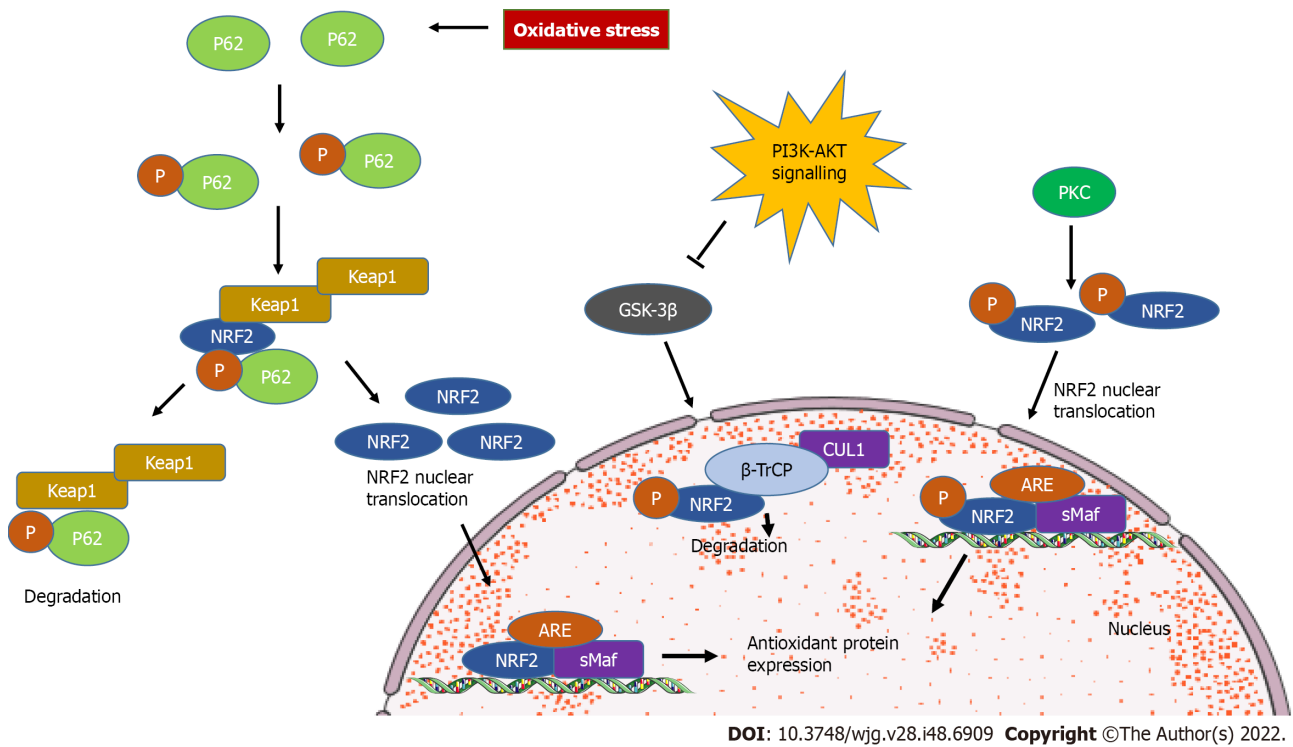 P62
P62
Oxidative stress
P
P62
P
P62
PI3K-AKT
signalling
PKC
Keap1
Keap1
NRF2
P
P62
GSK-3β
P
NRF2
P
NRF2
NRF2
NRF2
NRF2
NRF2 nuclear
translocation
NRF2 nuclear
translocation
Keap1
Keap1
P
P62
Degradation
CUL1
β-TrCP
P
NRF2
Degradation
ARE
P
NRF2
sMaf
ARE
NRF2
sMaf
Antioxidant protein
expression
Nucleus
DOI: 10.3748/wjg.v28.i48.6909 Copyright ©The Author(s) 2022.